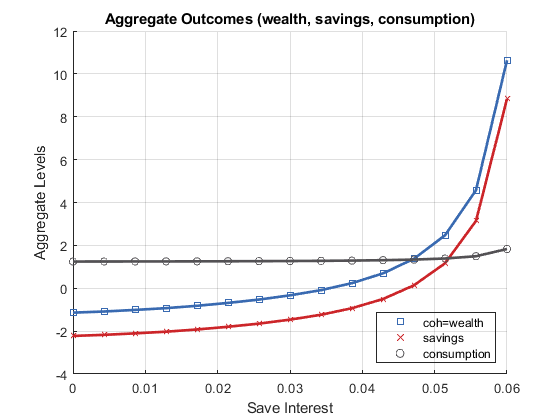 Aggregate Outcomes (wealth, savings, consumption)
12
10
8
6
4
2
0
-2
-4
Aggregate Levels
0
0.01
0.02
0.03
0.04
0.05
0.06
Save Interest
coh=wealth
savings
consumption